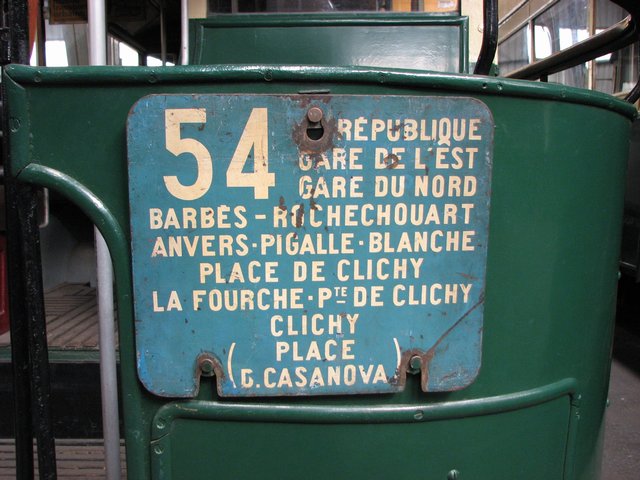 54 RÉPUBLIQUE
GARE DE L'EST
GARE DU NORD
BARBÈS - ROCHECHOUART
ANVERS · PIGALLE · BLANCHE
PLACE DE CLICHY
LA FOURCHE · PTE DE CLICHY
CLICHY
( PLACE
D. CASANOVA )